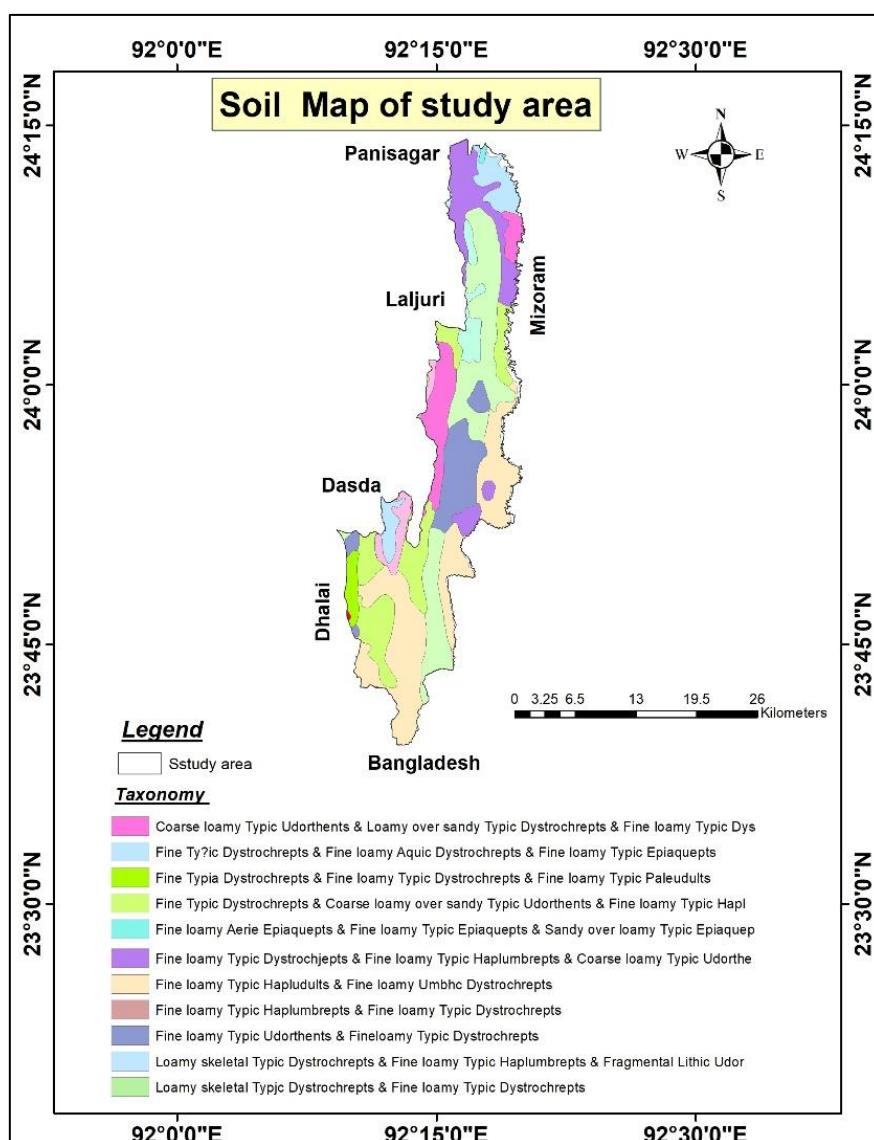 92°0'0"E 92°15'0"E 92°30'0"E
Soil Map of study area
24°15'0"N 24°15'0"N
N
W E
S
Panisagar
Laljuri
Mizoram
24°0'0"N 24°0'0"N
Dasda
Dhalai
23°45'0"N 23°45'0"N
0 3.25 6.5 13 19.5 26
Kilometers
Legend
Sstudy area
Bangladesh
Taxonomy
Coarse loamy Typic Udorthents & Loamy over sandy Typic Dystrochrepts & Fine loamy Typic Dys
Fine Ty?ic Dystrochrepts & Fine loamy Aquic Dystrochrepts & Fine loamy Typic Epiaquepts
Fine Typia Dystrochrepts & Fine loamy Typic Dystrochrepts & Fine loamy Typic Paleudults
Fine Typic Dystrochrepts & Coarse loamy over sandy Typic Udorthents & Fine loamy Typic Hapl
23°30'0"N 23°30'0"N
Fine loamy Aerie Epiaquepts & Fine loamy Typic Epiaquepts & Sandy over loamy Typic Epiaquep
Fine loamy Typic Dystrochjepts & Fine loamy Typic Haplumbrepts & Coarse loamy Typic Udorthe
Fine loamy Typic Hapludults & Fine loamy Umbhc Dystrochrepts
Fine loamy Typic Haplumbrepts & Fine loamy Typic Dystrochrepts
Fine loamy Typic Udorthents & Fineloamy Typic Dystrochrepts
Loamy skeletal Typic Dystrochrepts & Fine loamy Typic Haplumbrepts & Fragmental Lithic Udor
Loamy skeletal Typjc Dystrochrepts & Fine loamy Typic Dystrochrepts
92°0'0"E 92°15'0"E 92°30'0"E